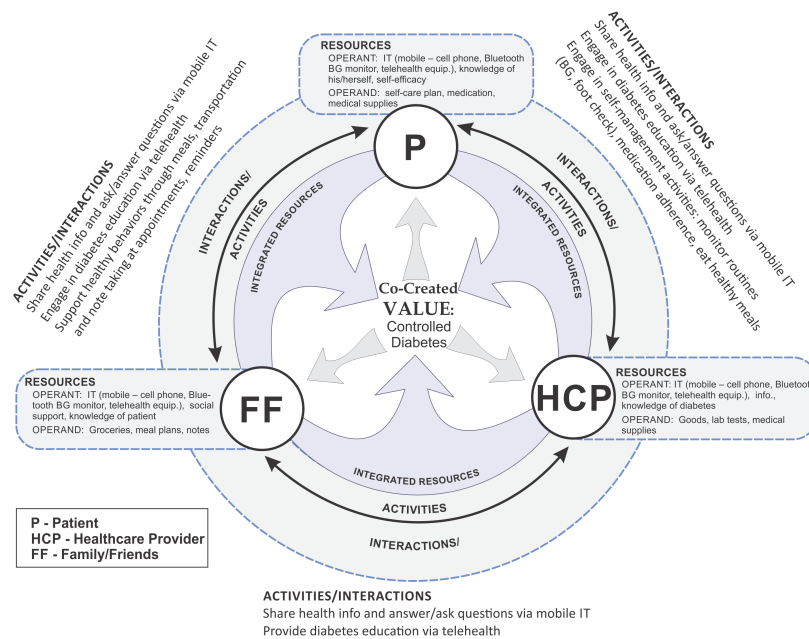 RESOURCES
OPERANT: IT (mobile – cell phone, Bluetooth
BG monitor, telehealth equip.), knowledge of
his/herself, self-efficacy
OPERAND: self-care plan, medication,
medical supplies
P
ACTIVITIES/INTERACTIONS
Share health info and ask/answer questions via mobile IT
Engage in diabetes education via telehealth
Support healthy behaviors through meals, transportation
and note taking at appointments, reminders
ACTIVITIES/INTERACTIONS
Share health info and ask/answer questions via mobile IT
Engage in diabetes education via telehealth
Engage in self-management activities: monitor routines
(BG, foot check), medication adherence, eat healthy meals
INTERACTIONS/
ACTIVITIES
INTEGRATED RESOURCES
INTERACTIONS/
ACTIVITIES
INTEGRATED RESOURCES
Co-Created
VALUE:
Controlled
Diabetes
RESOURCES
OPERANT: IT (mobile – cell phone, Blue-
tooth BG monitor, telehealth equip.), social
support, knowledge of patient
OPERAND: Groceries, meal plans, notes
FF
HCP
RESOURCES
OPERANT: IT (mobile – cell phone, Bluetoot
BG monitor, telehealth equip.), info.,
knowledge of diabetes
OPERAND: Goods, lab tests, medical
supplies
INTEGRATED RESOURCES
ACTIVITIES
INTERACTIONS/
P - Patient
HCP - Healthcare Provider
FF - Family/Friends
ACTIVITIES/INTERACTIONS
Share health info and answer/ask questions via mobile IT
Provide diabetes education via telehealth